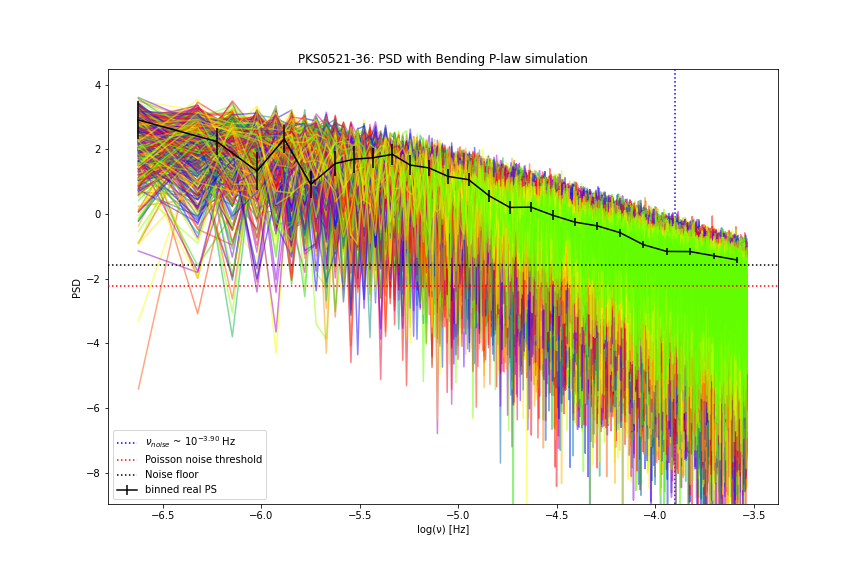 PKS0521-36: PSD with Bending P-law simulation
4
2
0
−2
−4
−6
−8
PSD
ν_noise ~ 10^−3.90 Hz
Poisson noise threshold
Noise floor
binned real PS
−6.5 −6.0 −5.5 −5.0 −4.5 −4.0 −3.5
log(ν) [Hz]